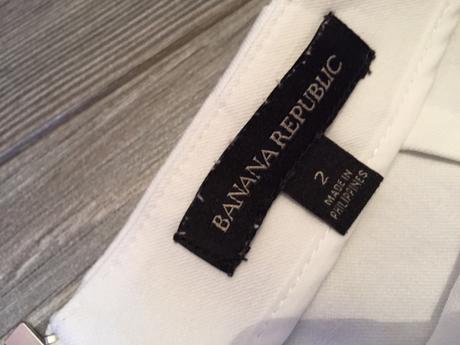 BANANA REPUBLIC
2
MADE IN
PHILIPPINES